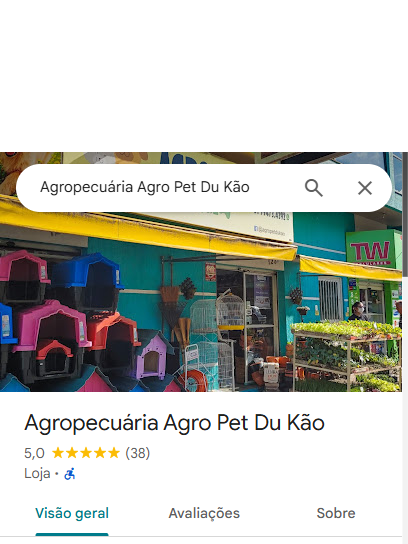 Agropecuária Agro Pet Du Kão
TW
Agropecuária Agro Pet Du Kão
5,0 (38)
Loja ·
Visão geral
Avaliações
Sobre